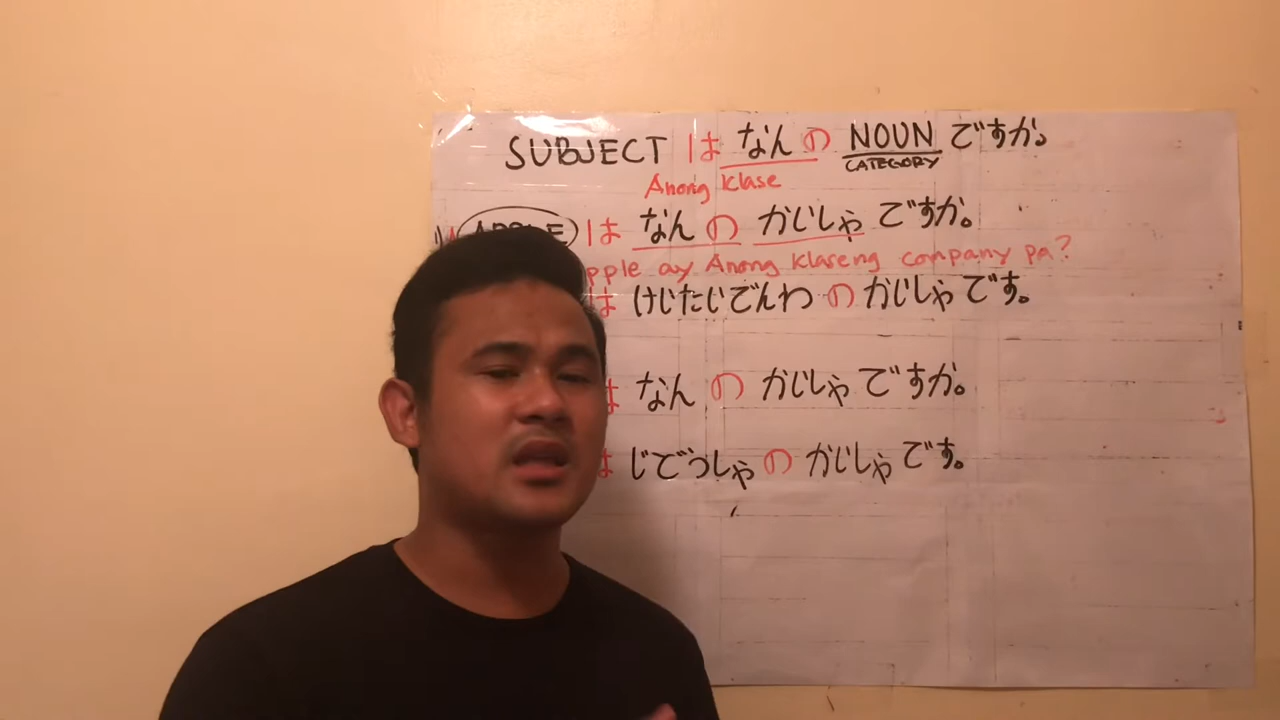 SUBJECT は なん の NOUN ですか。
CATEGORY
Anong klase
APPLE は なん の かいしゃ ですか。
pple ay Anong klaseng company pa?
は けいたいでんわ の かいしゃ です。
は なん の かいしゃ ですか。
は じどうしゃ の かいしゃ です。